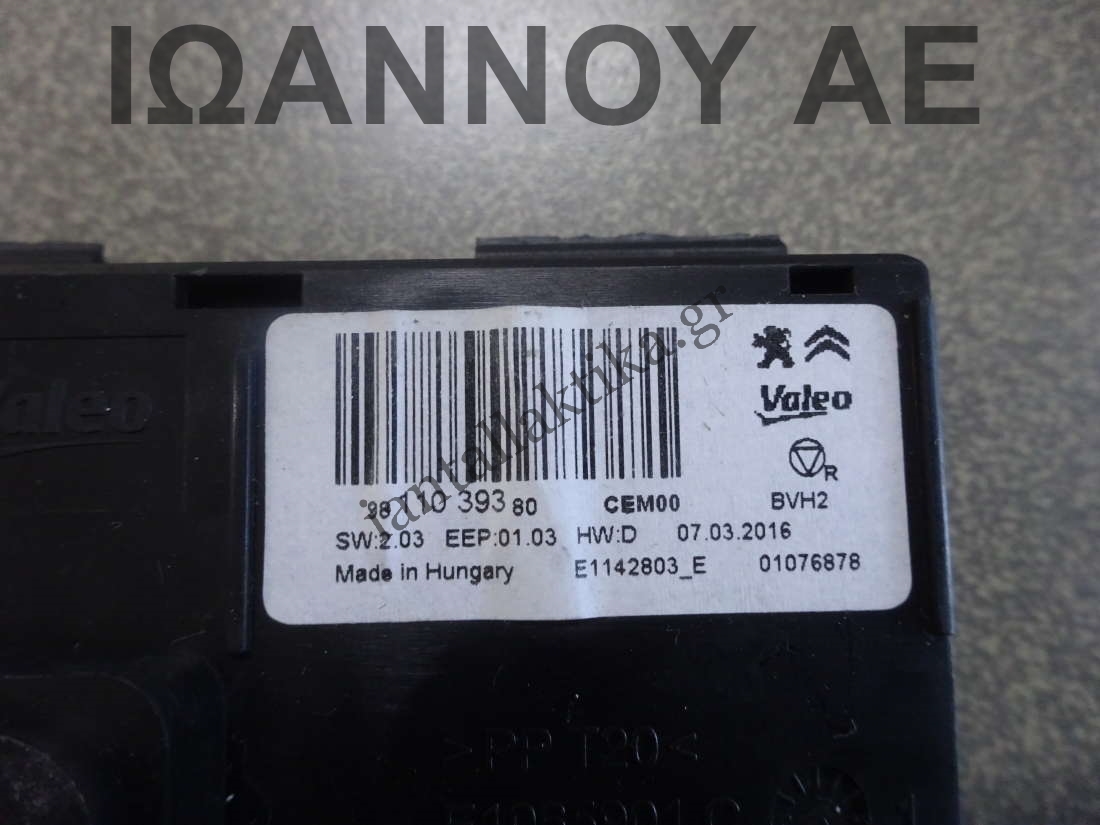 ΙΩΑΝΝΟΥ ΑΕ
iantallaktika.gr
Valeo
Valeo
98 110 393 80 CEM00 BVH2
R
SW:2.03 EEP:01.03 HW:D 07.03.2016
Made in Hungary E1142803_E 01076878
>PP T20<